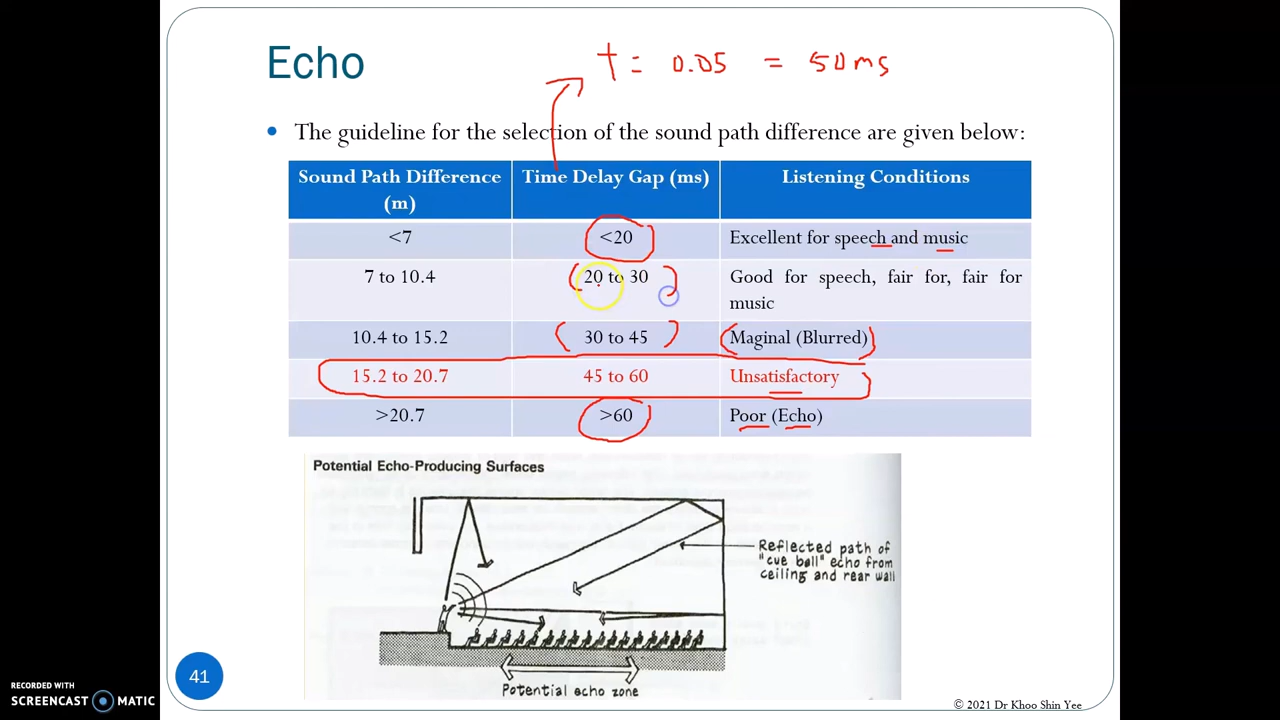 Echo
t = 0.05 = 50ms
• The guideline for the selection of the sound path difference are given below:
Sound Path Difference (m) Time Delay Gap (ms) Listening Conditions
<7 <20 Excellent for speech and music
7 to 10.4 20 to 30 Good for speech, fair for, fair for
music
10.4 to 15.2 30 to 45 Maginal (Blurred)
15.2 to 20.7 45 to 60 Unsatisfactory
>20.7 >60 Poor (Echo)
Potential Echo-Producing Surfaces
Reflected path of
"cue ball" echo from
ceiling and rear wall
Potential echo zone
41
RECORDED WITH
SCREENCAST MATIC
© 2021 Dr Khoo Shin Yee